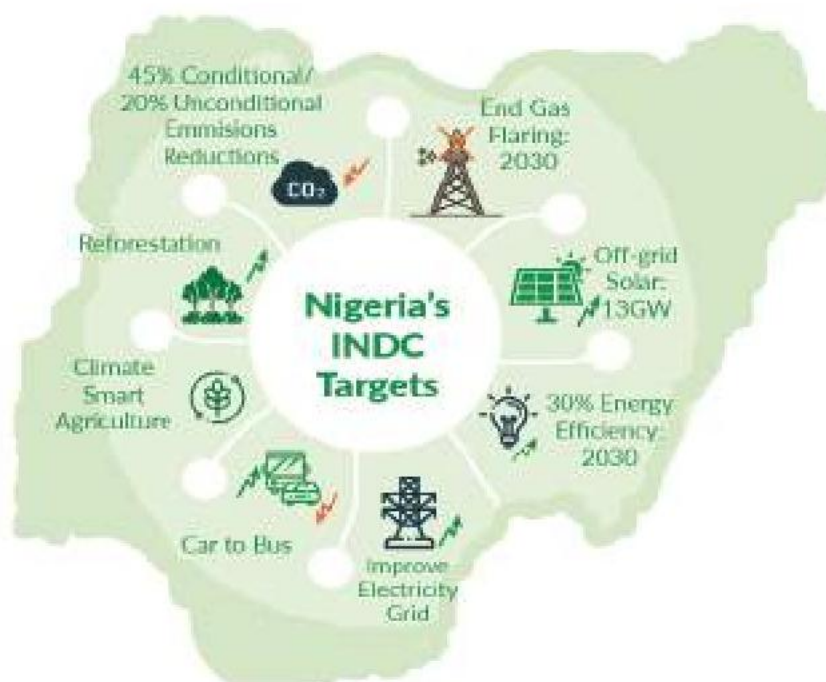 45% Conditional/
20% Unconditional
Emmisions
Reductions
CO₂
End Gas
Flaring:
2030
Off-grid
Solar:
13GW
30% Energy
Efficiency:
2030
Improve
Electricity
Grid
Car to Bus
Climate
Smart
Agriculture
Reforestation
Nigeria's
INDC
Targets